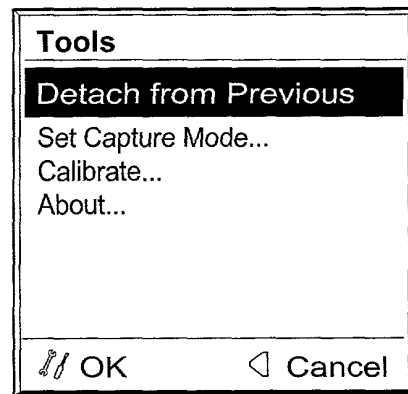 Tools
Detach from Previous
Set Capture Mode...
Calibrate...
About...
OK Cancel